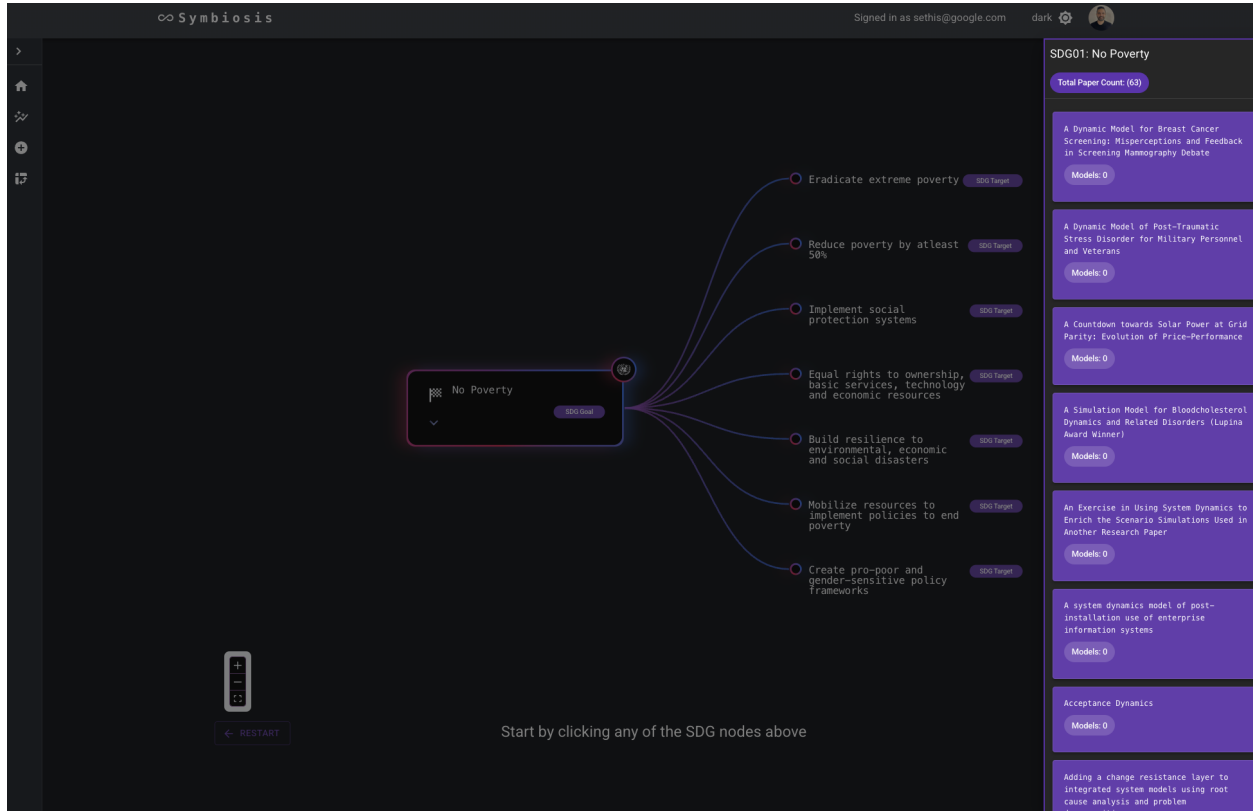 Symbiosis
Signed in as sethis@google.com
dark
SDG01: No Poverty
Total Paper Count: (63)
No Poverty
SDG Goal
Eradicate extreme poverty
SDG Target
Reduce poverty by atleast
50%
SDG Target
Implement social
protection systems
SDG Target
Equal rights to ownership,
basic services, technology
and economic resources
SDG Target
Build resilience to
environmental, economic
and social disasters
SDG Target
Mobilize resources to
implement policies to end
poverty
SDG Target
Create pro-poor and
gender-sensitive policy
frameworks
SDG Target
RESTART
Start by clicking any of the SDG nodes above
A Dynamic Model for Breast Cancer
Screening: Misperceptions and Feedback
in Screening Mammography Debate
Models: 0
A Dynamic Model of Post-Traumatic
Stress Disorder for Military Personnel
and Veterans
Models: 0
A Countdown towards Solar Power at Grid
Parity: Evolution of Price-Performance
Models: 0
A Simulation Model for Bloodcholesterol
Dynamics and Related Disorders (Lupina
Award Winner)
Models: 0
An Exercise in Using System Dynamics to
Enrich the Scenario Simulations Used in
Another Research Paper
Models: 0
A system dynamics model of post-
installation use of enterprise
information systems
Models: 0
Acceptance Dynamics
Models: 0
Adding a change resistance layer to
integrated system models using root
cause analysis and problem